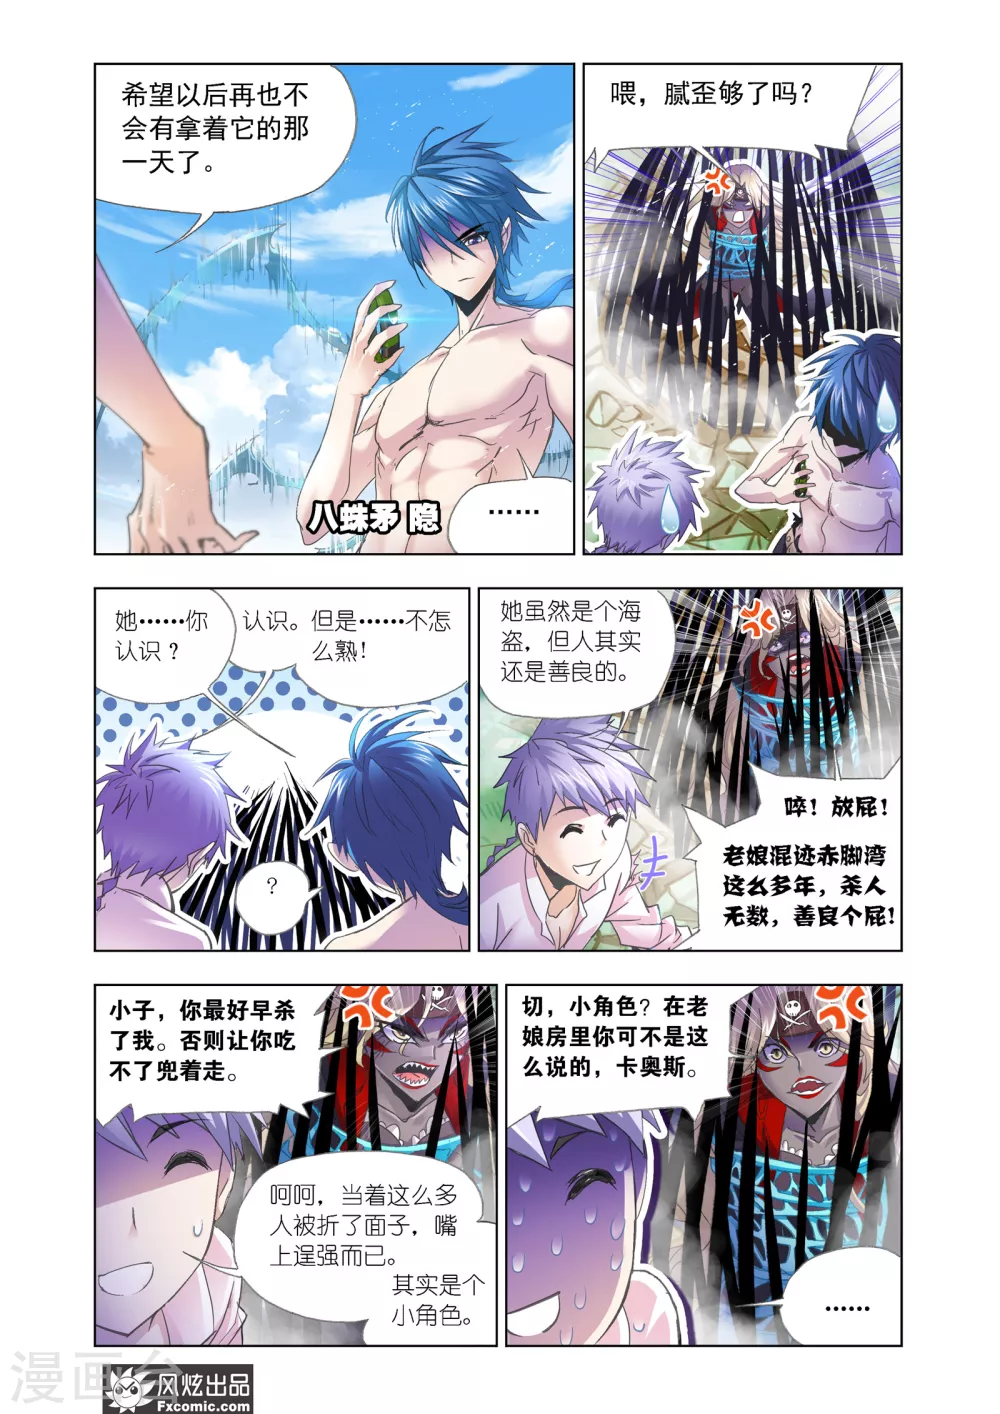 希望以后再也不
会有拿着它的那
一天了。
八蛛矛 隐
……
喂，腻歪够了吗？
她……你
认识？
认识。但是……不怎
么熟！
?
她虽然是个海
盗，但人其实
还是善良的。
啐！放屁！
老娘混迹赤脚湾
这么多年，杀人
无数，善良个屁！
小子，你最好早杀
了我。否则让你吃
不了兜着走。
呵呵，当着这么多
人被折了面子，嘴
上逞强而已。
其实是个
小角色。
切，小角色？在老
娘房里你可不是这
么说的，卡奥斯。
……
漫画台
风炫出品
Fxcomic.com